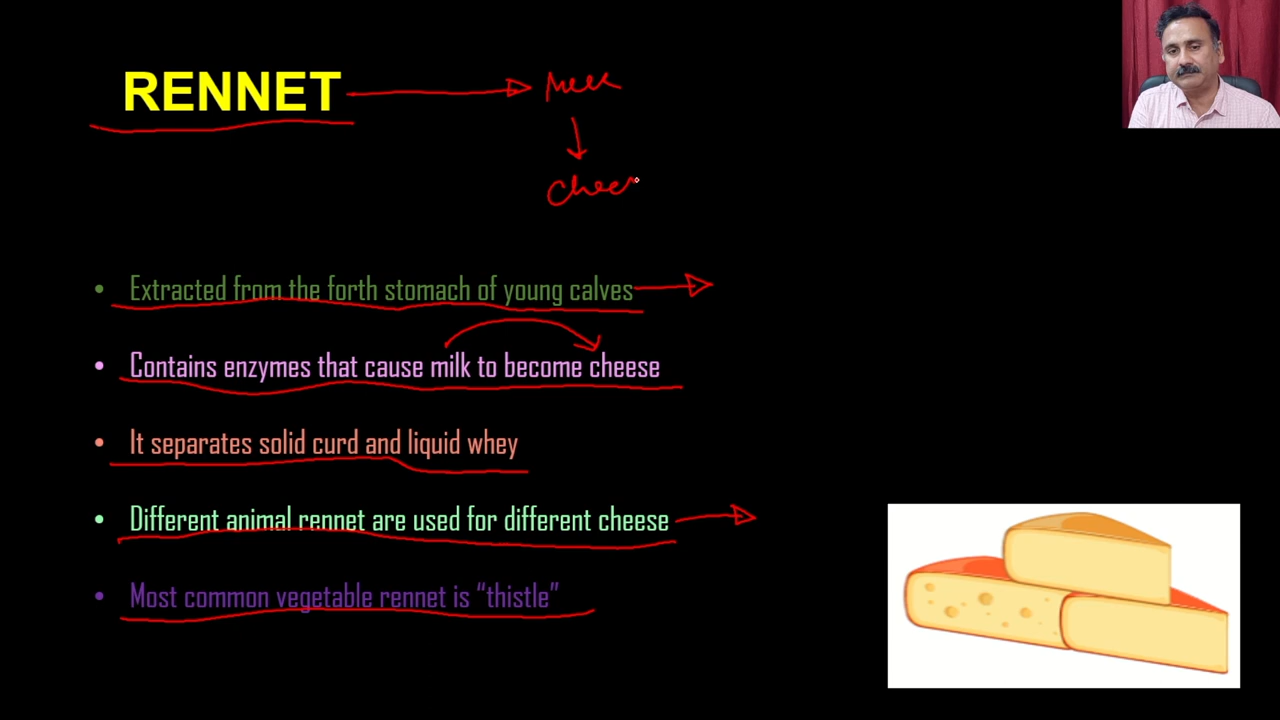 RENNET
Cheese
• Extracted from the forth stomach of young calves
• Contains enzymes that cause milk to become cheese
• It separates solid curd and liquid whey
• Different animal rennet are used for different cheese
• Most common vegetable rennet is “thistle”